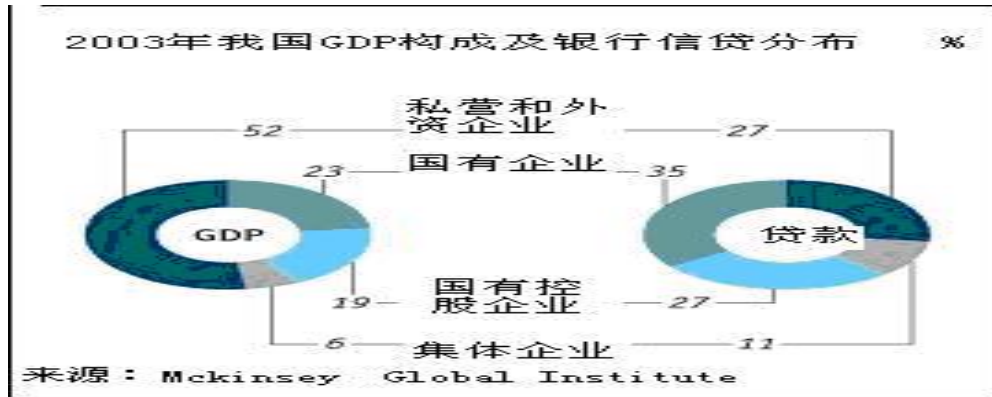 2003年我国GDP构成及银行信贷分布 %
私营和外
资企业
52 27
国有企业
23 35
GDP 贷款
国有控
股企业
19 27
集体企业
6 11
来源：Mckinsey Global Institute